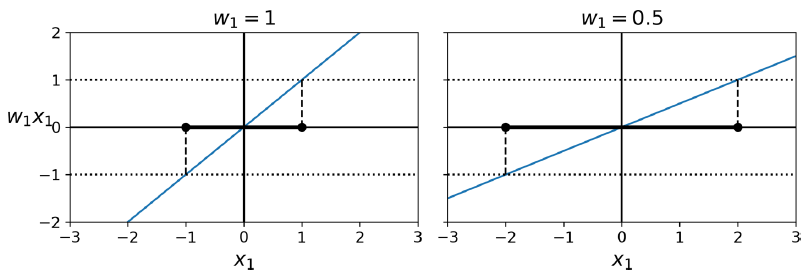 w₁ = 1
w₁ = 0.5
2
1
0
−1
−2
w₁x₁
−3 −2 −1 0 1 2 3
−3 −2 −1 0 1 2 3
x₁
x₁